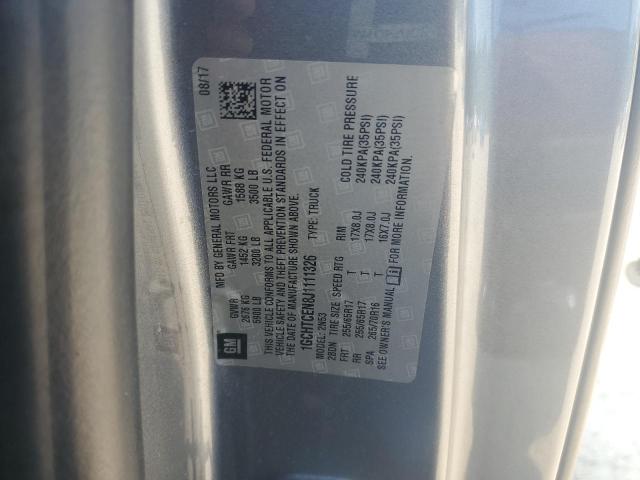 GM
MFD BY GENERAL MOTORS LLC
08/17
GVWR GAWR FRT GAWR RR
2676 KG 1452 KG 1588 KG
5900 LB 3200 LB 3500 LB
THIS VEHICLE CONFORMS TO ALL APPLICABLE U.S. FEDERAL MOTOR
VEHICLE SAFETY AND THEFT PREVENTION STANDARDS IN EFFECT ON
THE DATE OF MANUFACTURE SHOWN ABOVE.
1GCHTCEN8J1111326 TYPE: TRUCK
MODEL: 2N53
28DN TIRE SIZE SPEED RTG RIM COLD TIRE PRESSURE
FRT 255/65R17 T 17X8.0J 240KPA(35PSI)
RR 255/65R17 T 17X8.0J 240KPA(35PSI)
SPA 265/70R16 T 16X7.0J 240KPA(35PSI)
SEE OWNER'S MANUAL FOR MORE INFORMATION.